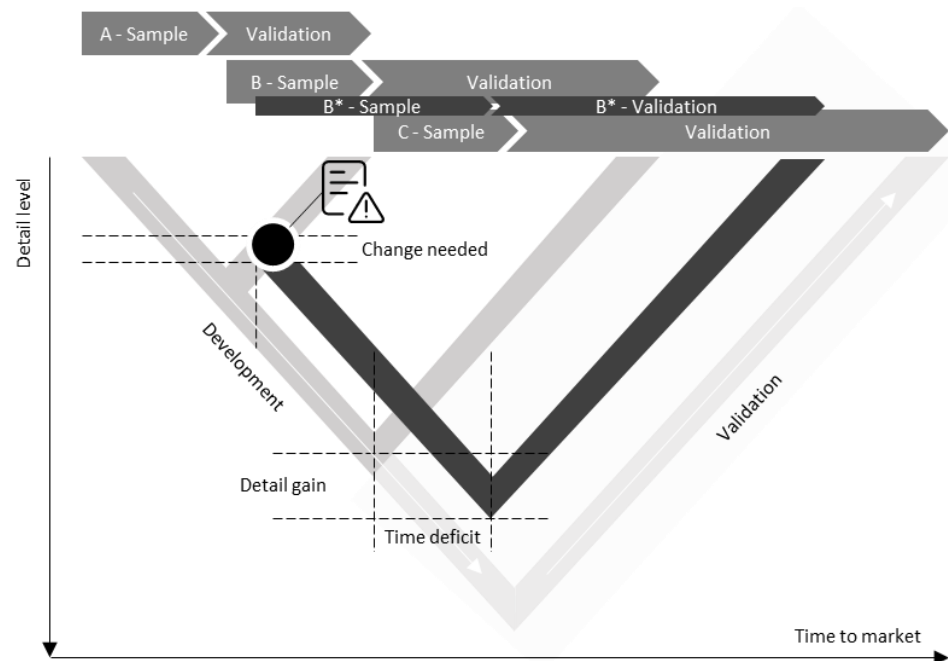 A - Sample
Validation
B - Sample
Validation
B* - Sample
B* - Validation
C - Sample
Validation
Detail level
Change needed
Development
Validation
Detail gain
Time deficit
Time to market